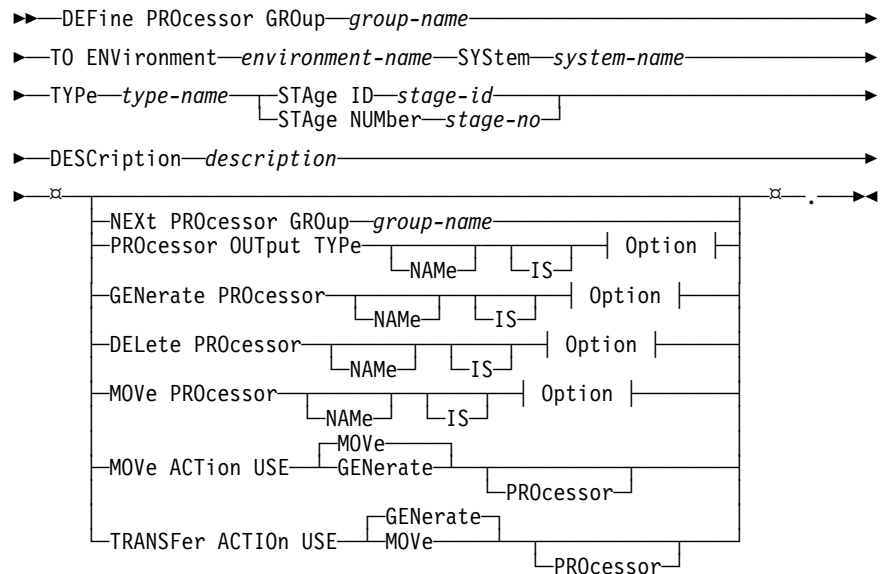 DEFine PROcessor GROup group-name
TO ENVironment environment-name SYStem system-name
TYPe type-name STAge ID stage-id
STAge NUMber stage-no
DESCription description
¤ ¤ .
NEXt PROcessor GROup group-name
PROcessor OUTput TYPe Option
NAMe IS
GENerate PROcessor Option
NAMe IS
DELete PROcessor Option
NAMe IS
MOVe PROcessor Option
NAMe IS
MOVe
MOVe ACTion USE GENerate
PROcessor
GENerate
TRANSFer ACTIOn USE MOVe
PROcessor